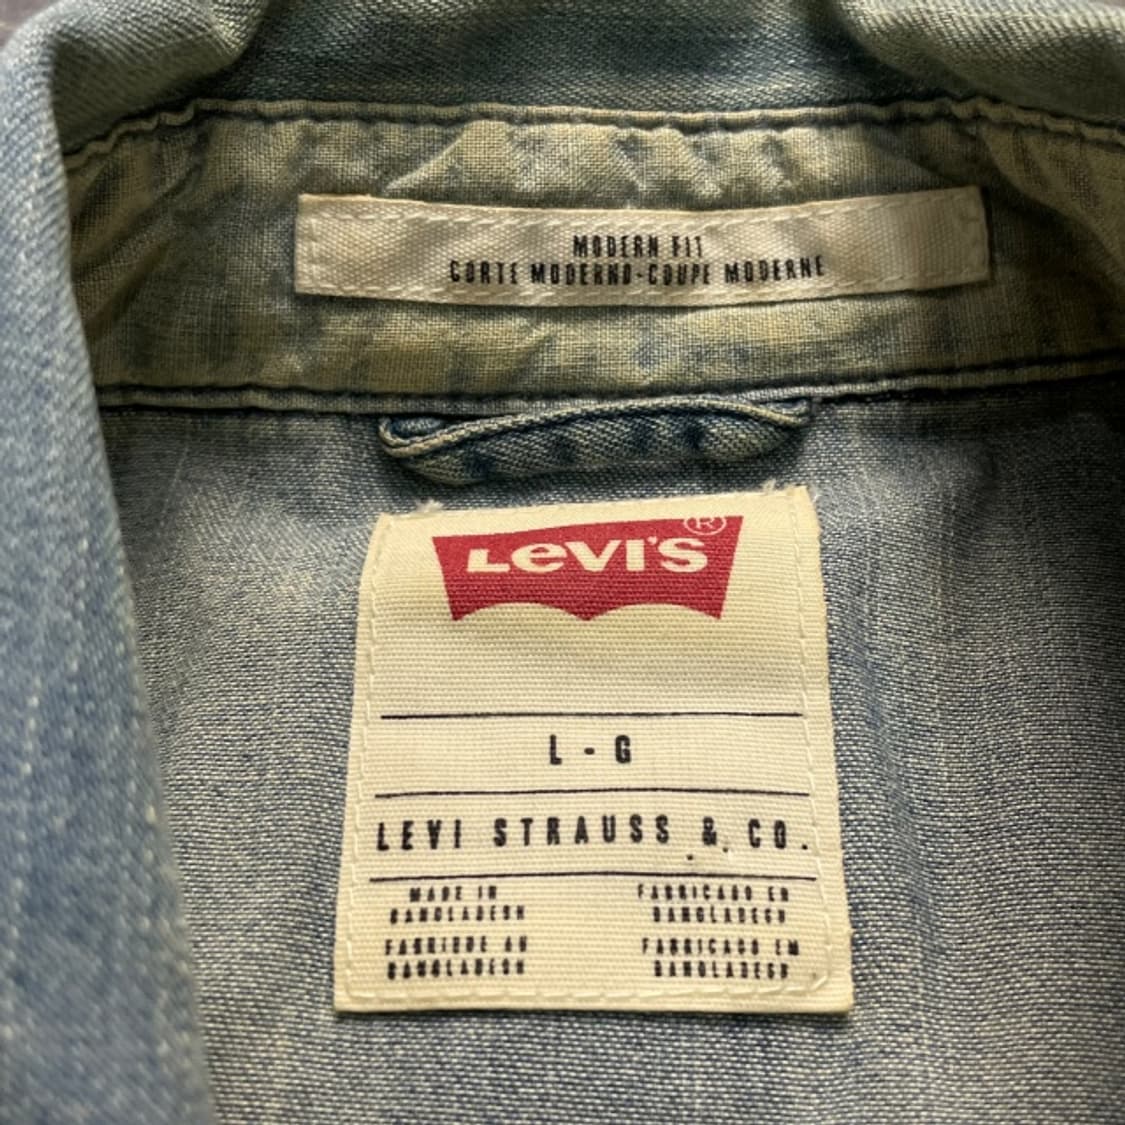 MODERN FIT
CORTE MODERNO-COUPE MODERNE
LEVI'S®
L - G
LEVI STRAUSS & CO.
MADE IN
BANGLADESH
FABRICADO EN
BANGLADESH
FABRIQUE AU
BANGLADESH
FABRICADO EM
BANGLADESH